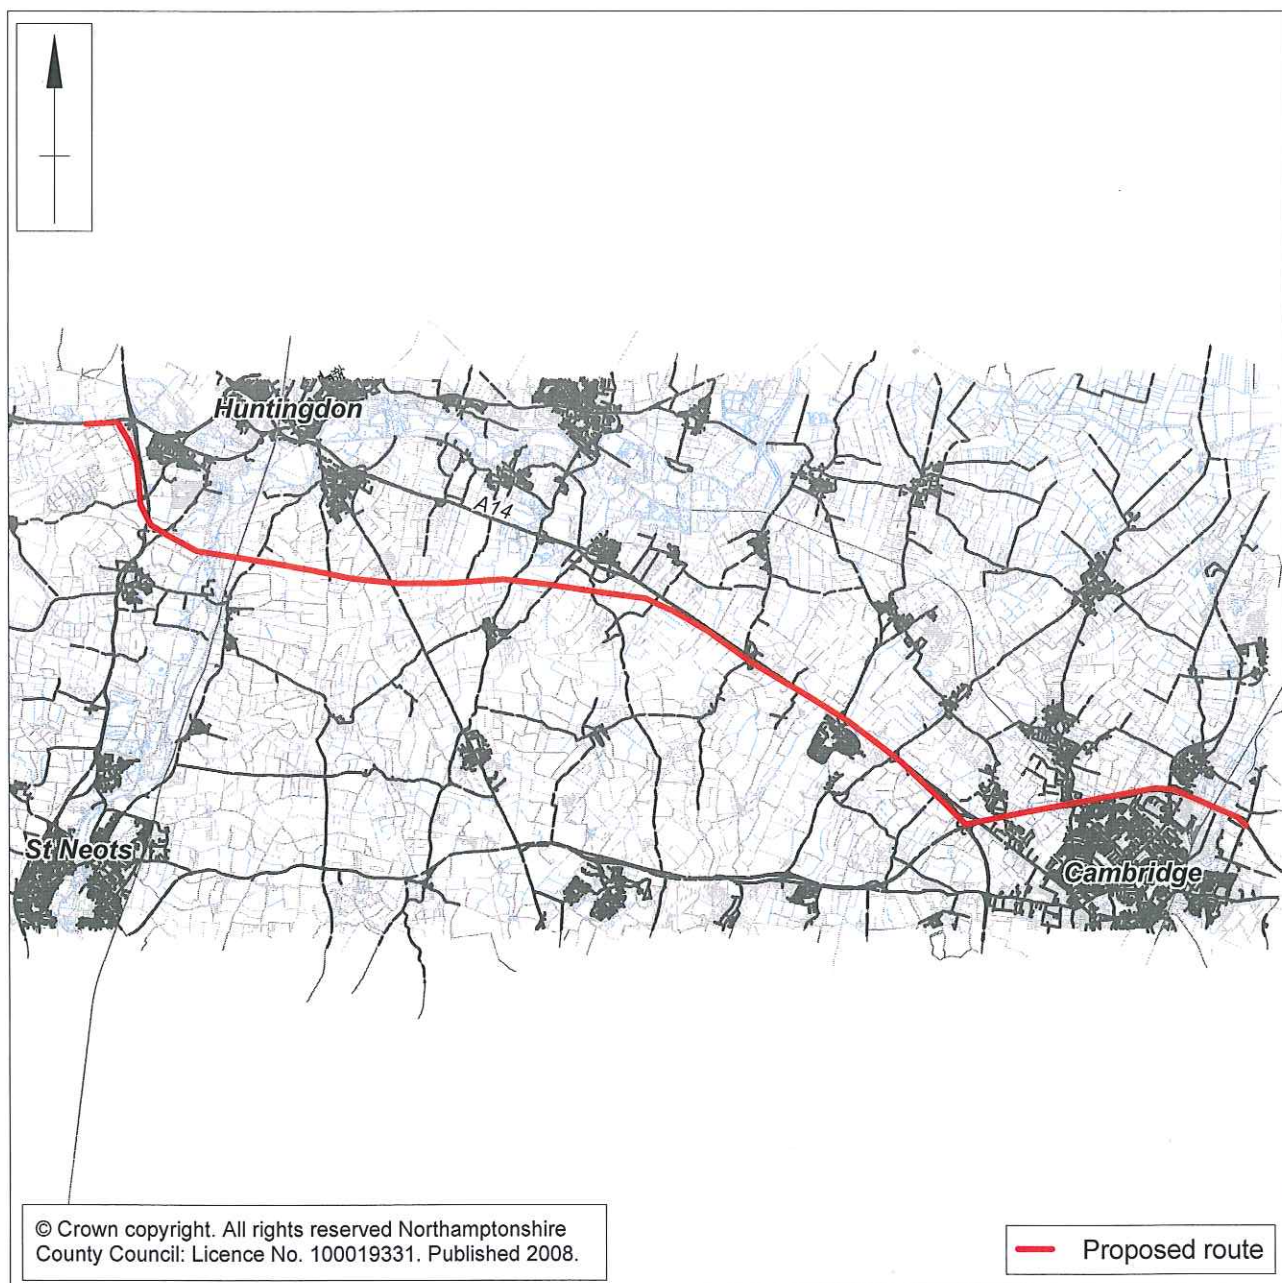 Huntingdon
A14
St Neots
Cambridge
© Crown copyright. All rights reserved Northamptonshire
County Council: Licence No. 100019331. Published 2008.
Proposed route